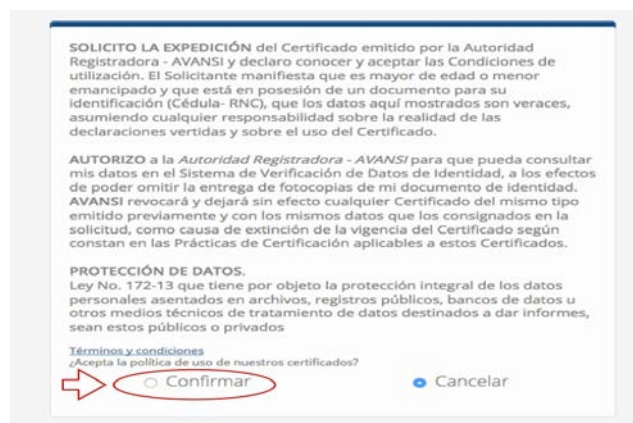 SOLICITO LA EXPEDICIÓN del Certificado emitido por la Autoridad
Registradora - AVANSI y declaro conocer y aceptar las Condiciones de
utilización. El Solicitante manifiesta que es mayor de edad o menor
emancipado y que está en posesión de un documento para su
identificación (Cédula- RNC), que los datos aquí mostrados son veraces,
asumiendo cualquier responsabilidad sobre la realidad de las
declaraciones vertidas y sobre el uso del Certificado.
AUTORIZO a la Autoridad Registradora - AVANSI para que pueda consultar
mis datos en el Sistema de Verificación de Datos de Identidad, a los efectos
de poder omitir la entrega de fotocopias de mi documento de identidad.
AVANSI revocará y dejará sin efecto cualquier Certificado del mismo tipo
emitido previamente y con los mismos datos que los consignados en la
solicitud, como causa de extinción de la vigencia del Certificado según
constan en las Prácticas de Certificación aplicables a estos Certificados.
PROTECCIÓN DE DATOS.
Ley No. 172-13 que tiene por objeto la protección integral de los datos
personales asentados en archivos, registros públicos, bancos de datos u
otros medios técnicos de tratamiento de datos destinados a dar informes,
sean estos públicos o privados
Términos y condiciones
¿Acepta la política de uso de nuestros certificados?
Confirmar Cancelar